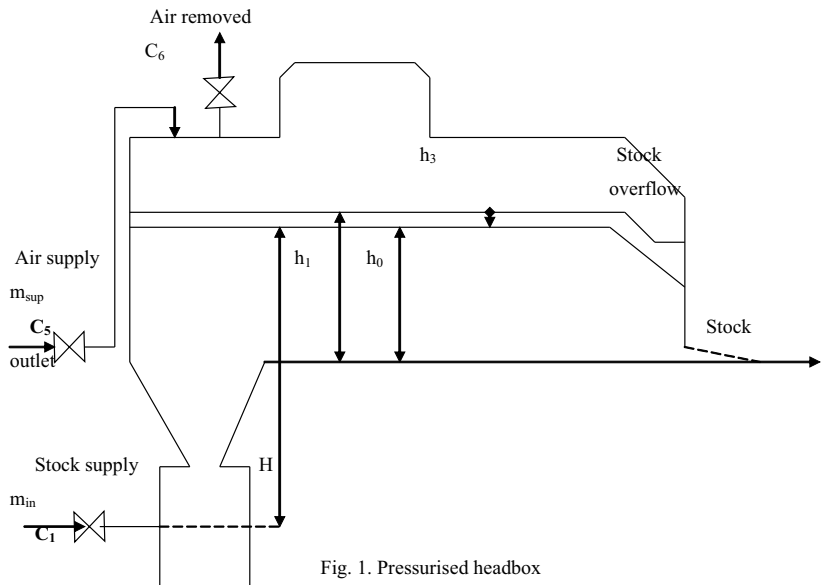 Air removed
C6
h3
Stock
overflow
Air supply
msup
C5
outlet
h1
h0
Stock
Stock supply
H
min
C1
Fig. 1. Pressurised headbox